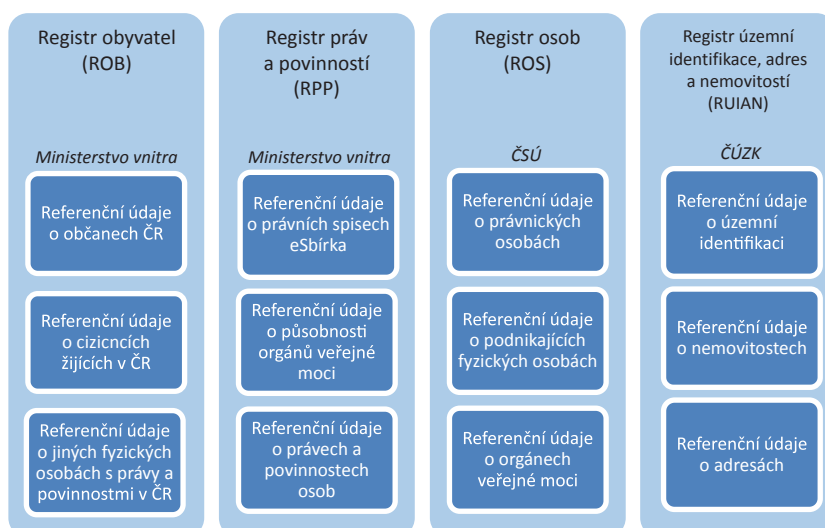 Registr obyvatel
(ROB)
Ministerstvo vnitra
Referenční údaje
o občanech ČR
Referenční údaje
o cizicncích
žijících v ČR
Referenční údaje
o jiných fyzických
osobách s právy a
povinnostmi v ČR
Registr práv
a povinností
(RPP)
Ministerstvo vnitra
Referenční údaje
o právních spisech
eSbírka
Referenční údaje
o působnosti
orgánů veřejné
moci
Referenční údaje
o právech a
povinnostech
osob
Registr osob
(ROS)
ČSÚ
Referenční údaje
o právnických
osobách
Referenční údaje
o podnikajících
fyzických osobách
Referenční údaje
o orgánech
veřejné moci
Registr územní
identifikace, adres
a nemovitostí
(RUIAN)
ČÚZK
Referenční údaje
o územní
identifikaci
Referenční údaje
o nemovitostech
Referenční údaje
o adresách